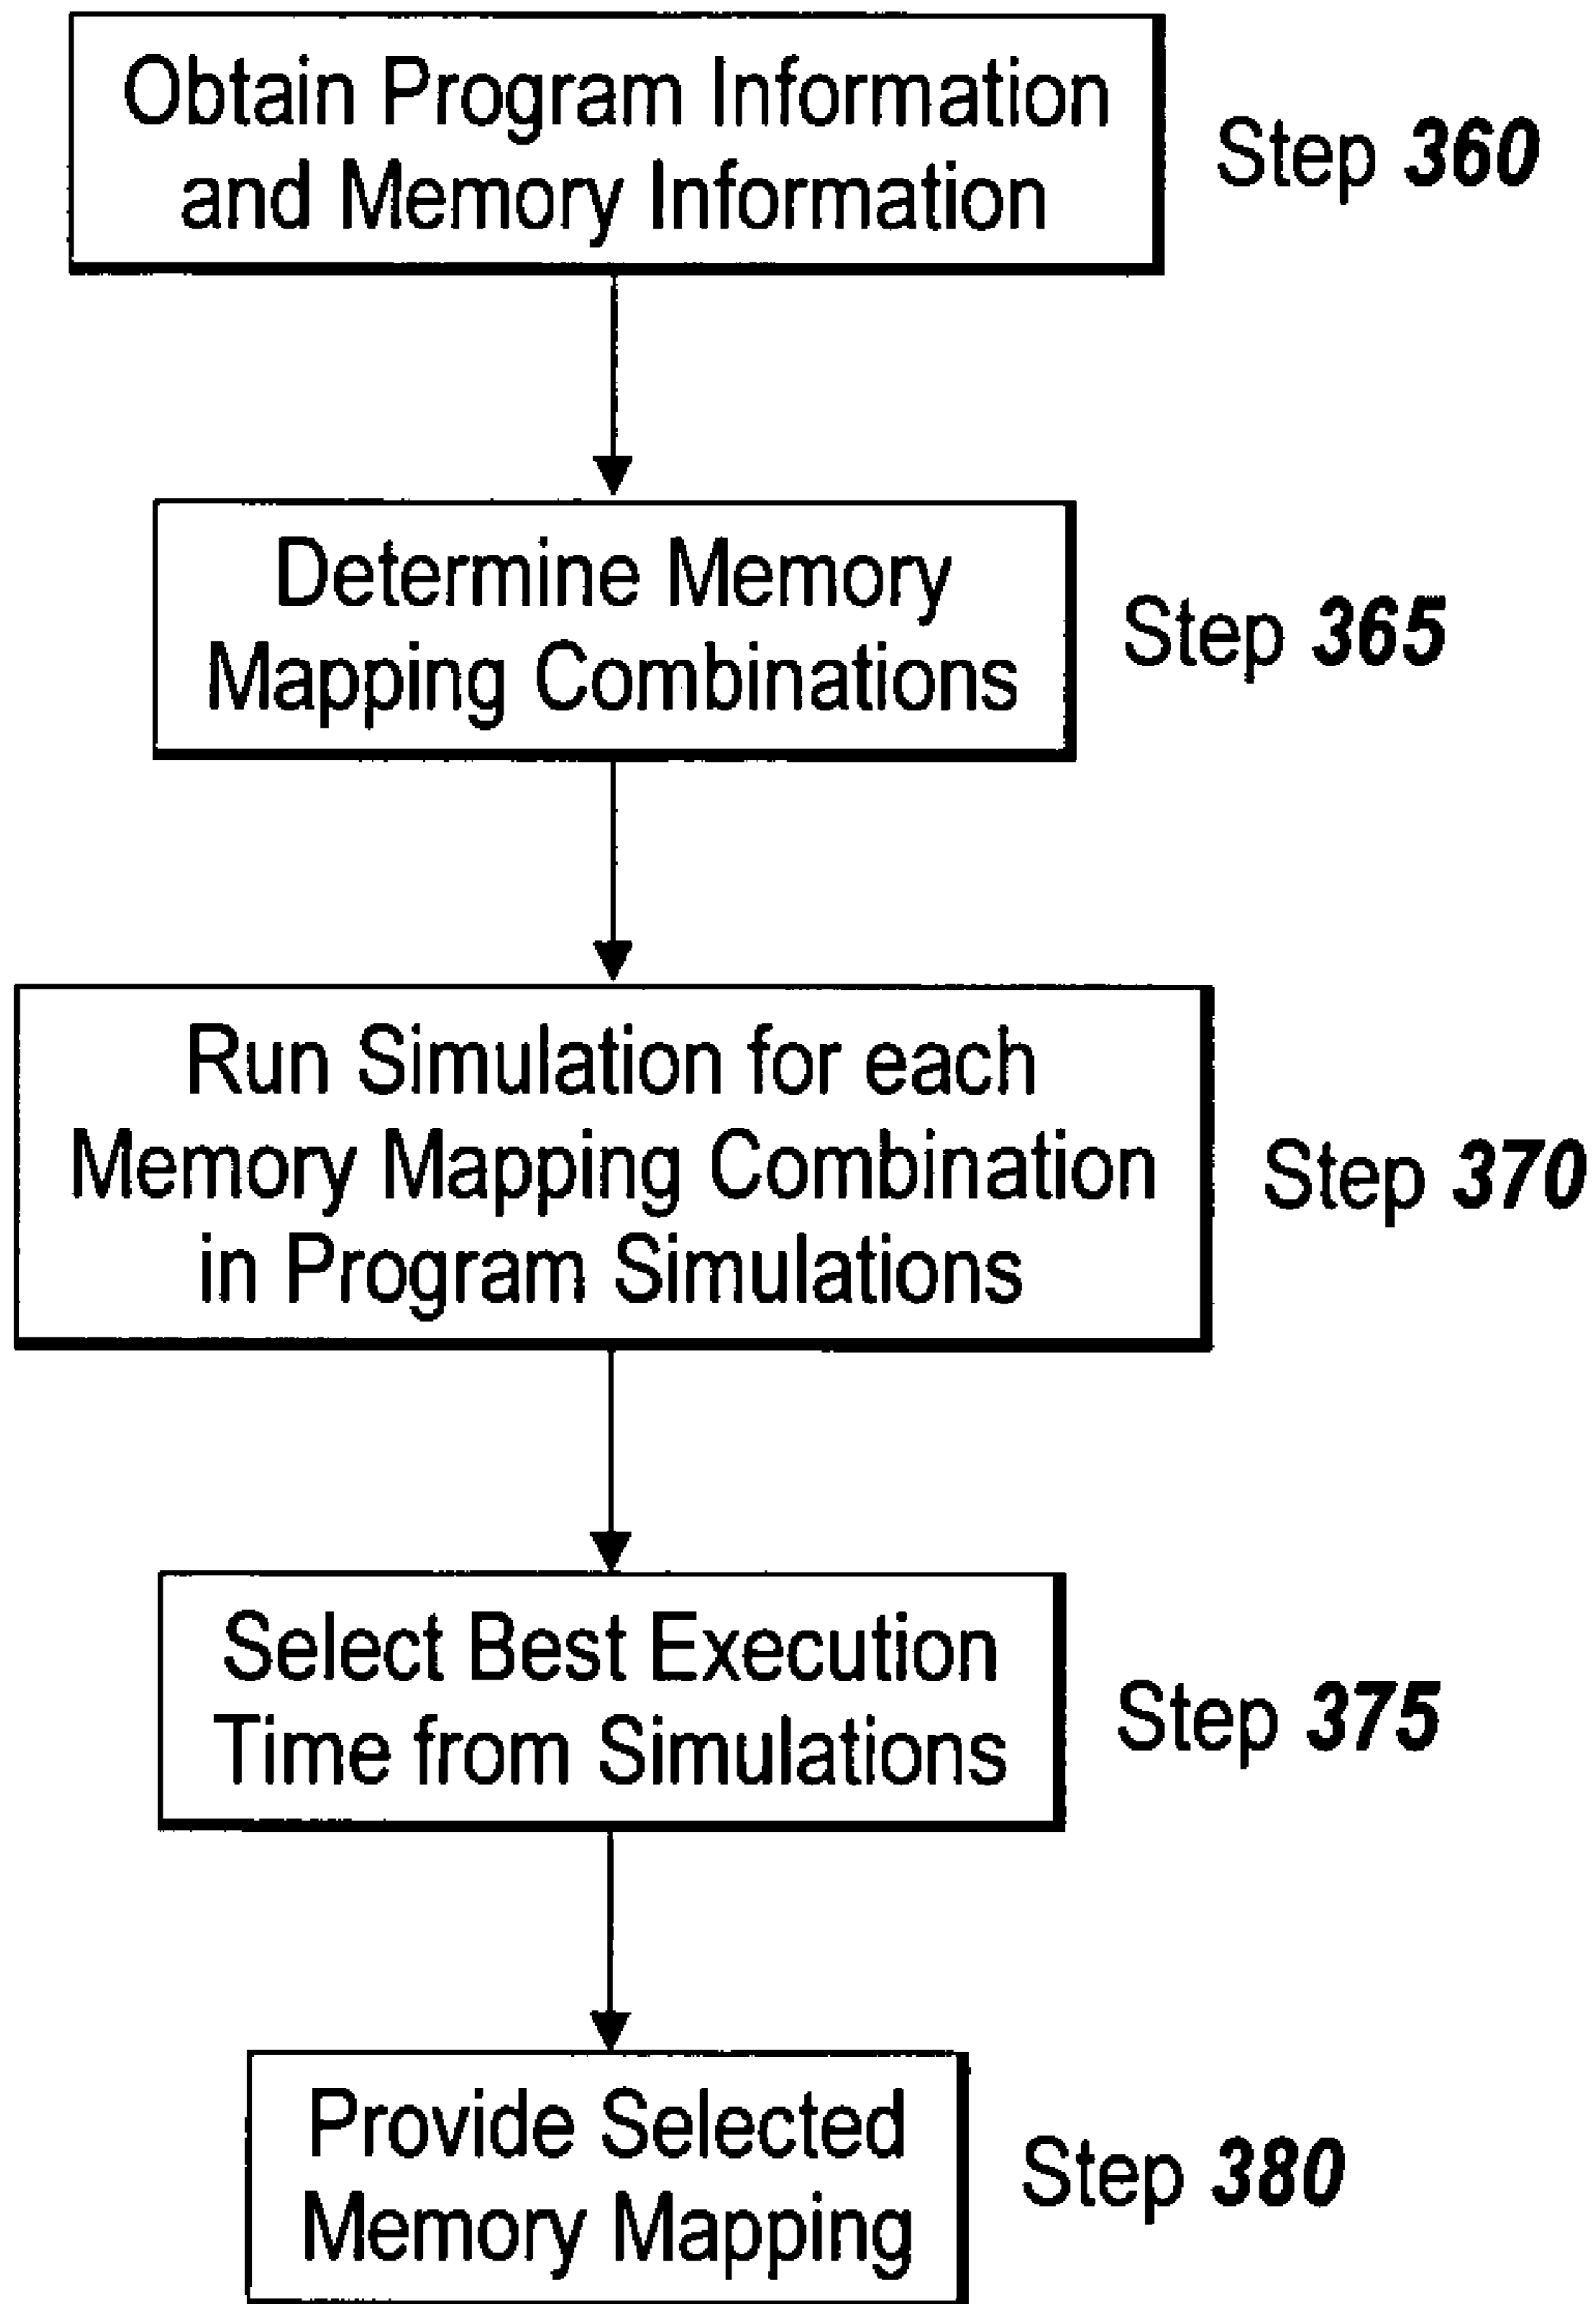 Obtain Program Information
and Memory Information
Step 360
Determine Memory
Mapping Combinations
Step 365
Run Simulation for each
Memory Mapping Combination
in Program Simulations
Step 370
Select Best Execution
Time from Simulations
Step 375
Provide Selected
Memory Mapping
Step 380